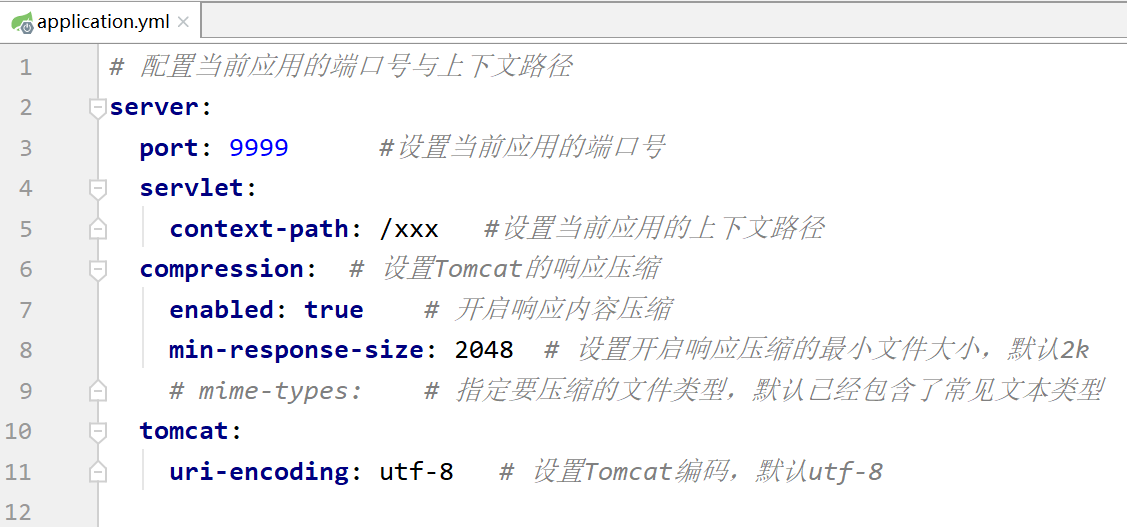 application.yml
1 # 配置当前应用的端口号与上下文路径
2 server:
3 port: 9999 #设置当前应用的端口号
4 servlet:
5 context-path: /xxx #设置当前应用的上下文路径
6 compression: # 设置Tomcat的响应压缩
7 enabled: true # 开启响应内容压缩
8 min-response-size: 2048 # 设置开启响应压缩的最小文件大小，默认2k
9 # mime-types: # 指定要压缩的文件类型，默认已经包含了常见文本类型
10 tomcat:
11 uri-encoding: utf-8 # 设置Tomcat编码，默认utf-8
12